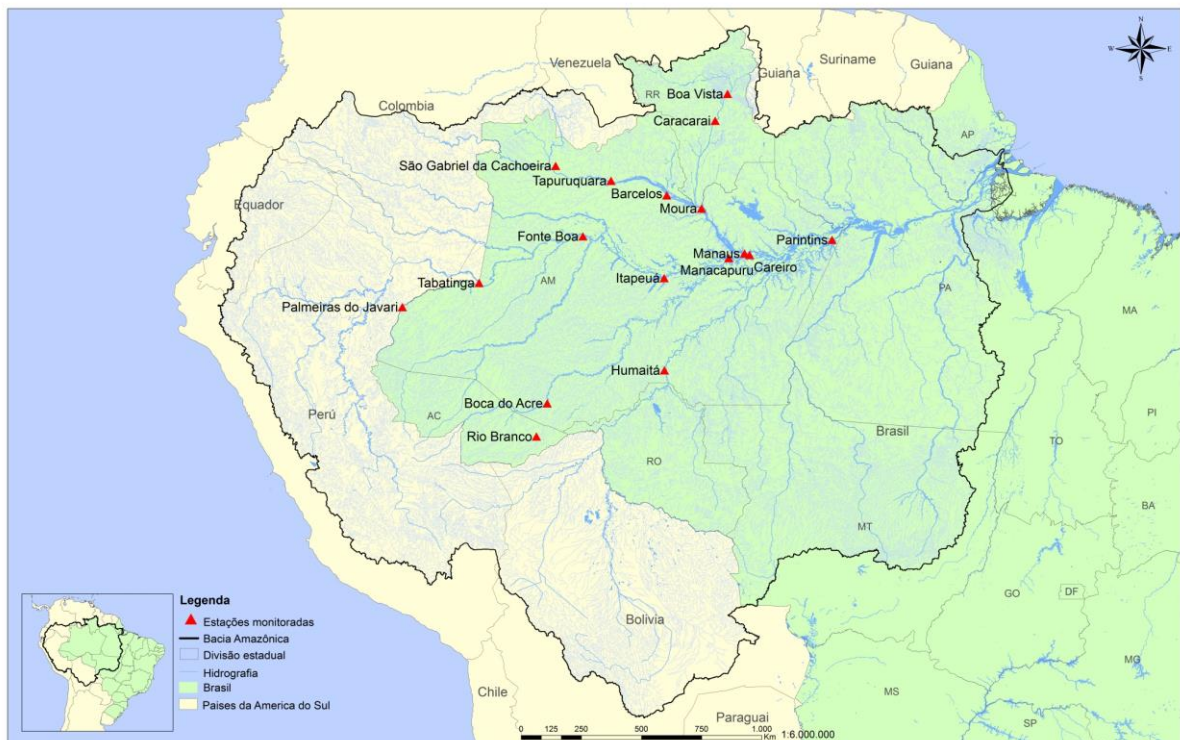 N
W
E
S
Venezuela
Suriname
Guiana
Guiana
Colombia
RR
Boa Vista
Caracarai
AP
São Gabriel da Cachoeira
Tapuruquara
Barcelos
Moura
Equador
Fonte Boa
Parintins
Manaus
Careiro
Manacapuru
Itapeuá
Tabatinga
AM
PA
Palmeiras do Javari
MA
Humaitá
Boca do Acre
AC
Perú
Rio Branco
Brasil
PI
TO
RO
BA
MT
GO
DF
Bolivia
MG
MS
Chile
Paraguai
SP
Legenda
Estações monitoradas
Bacia Amazônica
Divisão estadual
Hidrografia
Brasil
Paises da America do Sul
0 125 250 500 750 1.000
Km
1:6.000.000